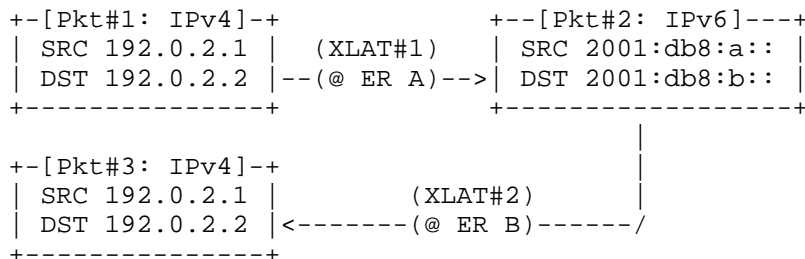 +-[Pkt#1: IPv4]-+             +--[Pkt#2: IPv6]---+
| SRC 192.0.2.1 |  (XLAT#1)   | SRC 2001:db8:a:: |
| DST 192.0.2.2 |--(@ ER A)-->| DST 2001:db8:b:: |
+---------------+             +------------------+
                                       |
+-[Pkt#3: IPv4]-+                      |
| SRC 192.0.2.1 |        (XLAT#2)      |
| DST 192.0.2.2 |<-------(@ ER B)------/
+---------------+